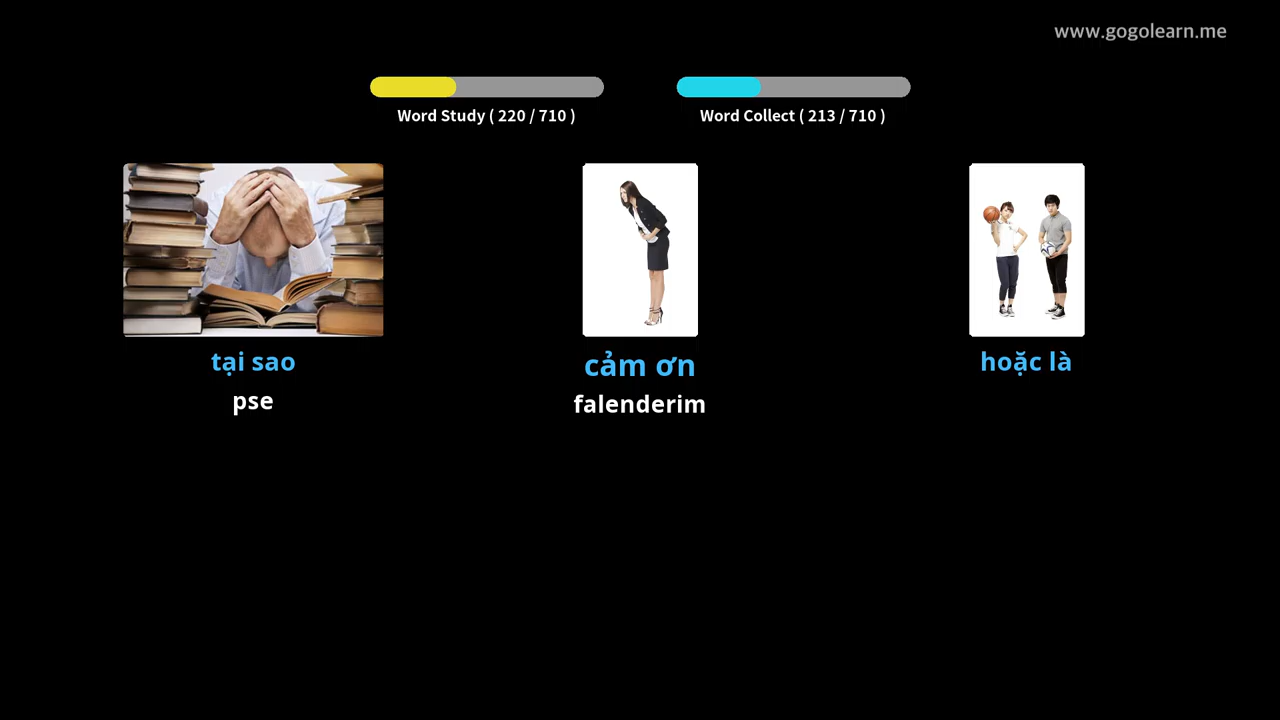 www.gogolearn.me
Word Study ( 220 / 710 )
Word Collect ( 213 / 710 )
tại sao
pse
cảm ơn
falenderim
hoặc là